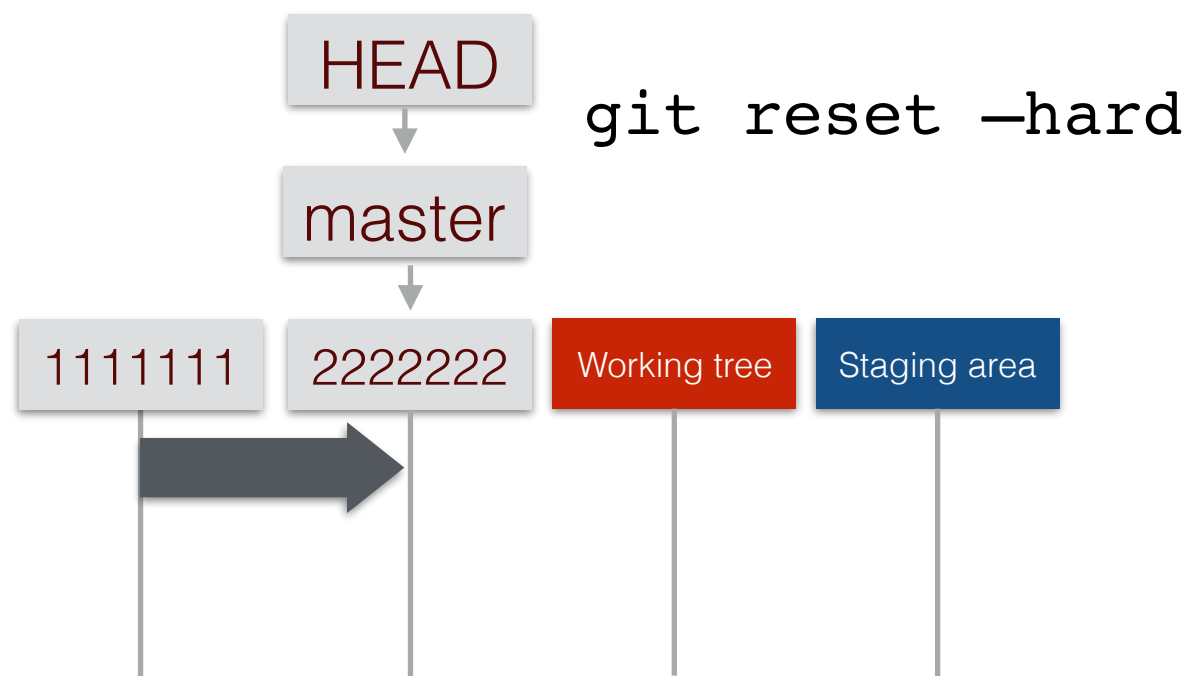 HEAD
git reset —hard
master
1111111
2222222
Working tree
Staging area